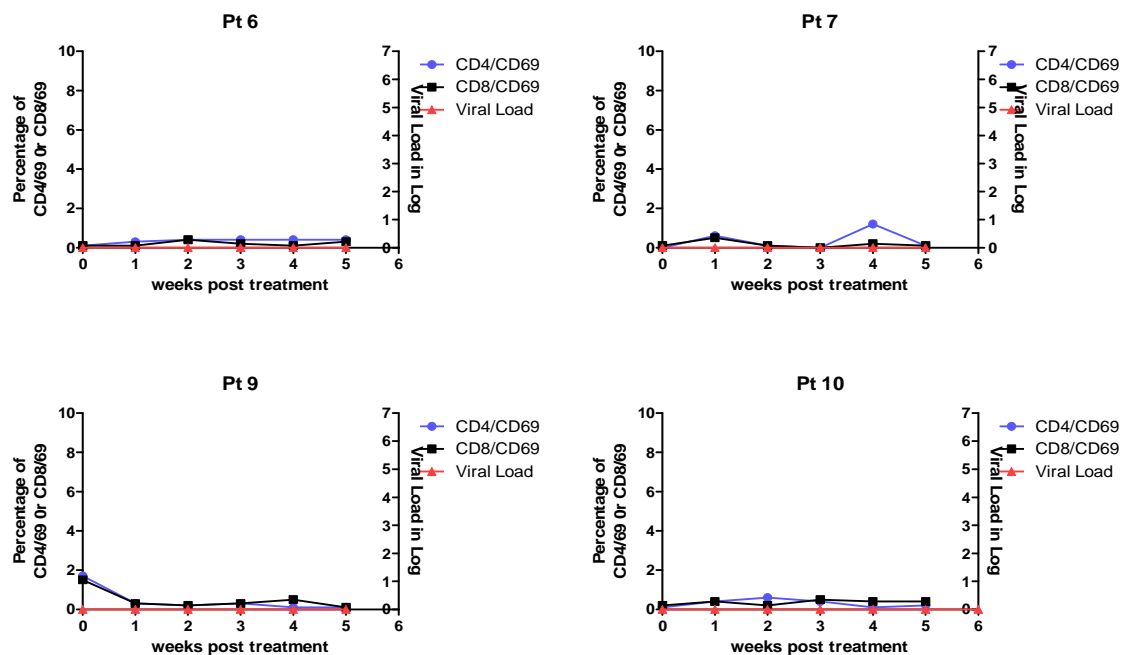 Pt 6
10
8
6
4
2
0
Percentage of
CD4/69 0r CD8/69
0 1 2 3 4 5 6
weeks post treatment
7
6
5
4
3
2
1
0
Viral Load in Log
CD4/CD69
CD8/CD69
Viral Load
Pt 7
10
8
6
4
2
0
Percentage of
CD4/69 0r CD8/69
0 1 2 3 4 5 6
weeks post treatment
7
6
5
4
3
2
1
0
Viral Load in Log
CD4/CD69
CD8/CD69
Viral Load
Pt 9
10
8
6
4
2
0
Percentage of
CD4/69 0r CD8/69
0 1 2 3 4 5 6
weeks post treatment
7
6
5
4
3
2
1
0
Viral Load in Log
CD4/CD69
CD8/CD69
Viral Load
Pt 10
10
8
6
4
2
0
Percentage of
CD4/69 0r CD8/69
0 1 2 3 4 5 6
weeks post treatment
7
6
5
4
3
2
1
0
Viral Load in Log
CD4/CD69
CD8/CD69
Viral Load